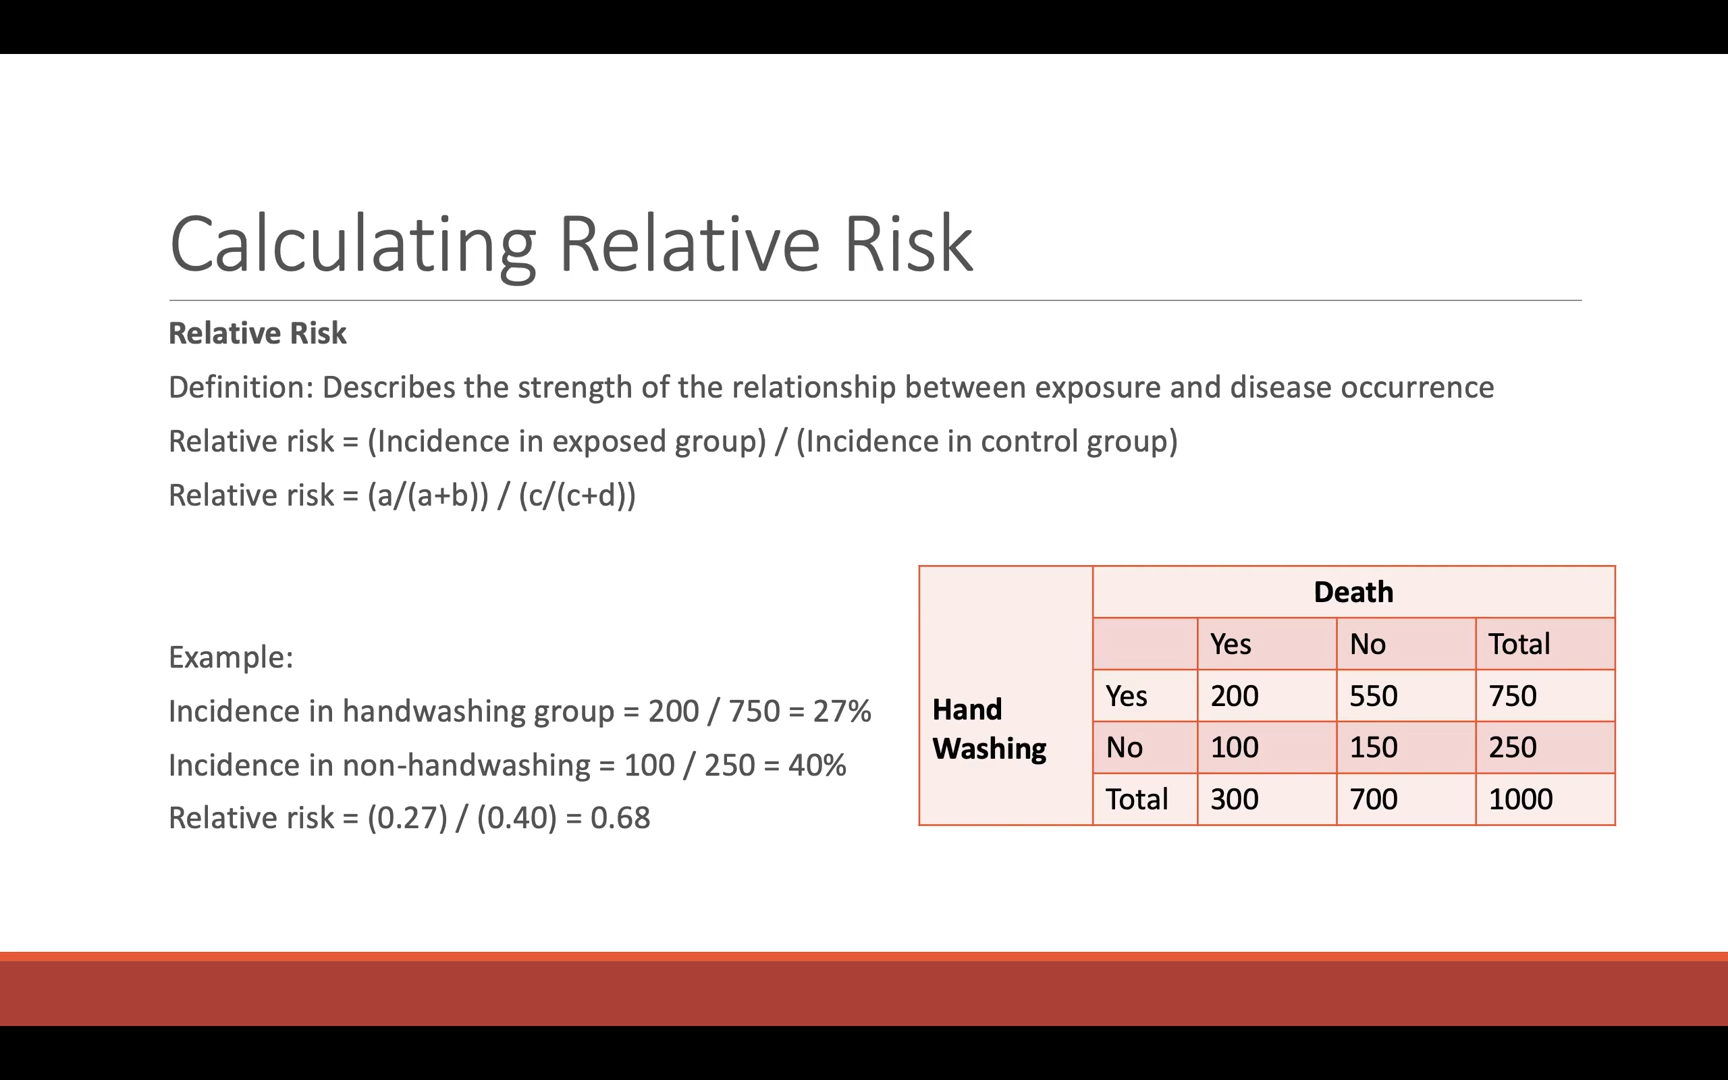 Calculating Relative Risk
Relative Risk
Definition: Describes the strength of the relationship between exposure and disease occurrence
Relative risk = (Incidence in exposed group) / (Incidence in control group)
Relative risk = (a/(a+b)) / (c/(c+d))
Example:
Incidence in handwashing group = 200 / 750 = 27%
Incidence in non-handwashing = 100 / 250 = 40%
Relative risk = (0.27) / (0.40) = 0.68
Death
Yes No Total
Hand
Washing
Yes 200 550 750
No 100 150 250
Total 300 700 1000